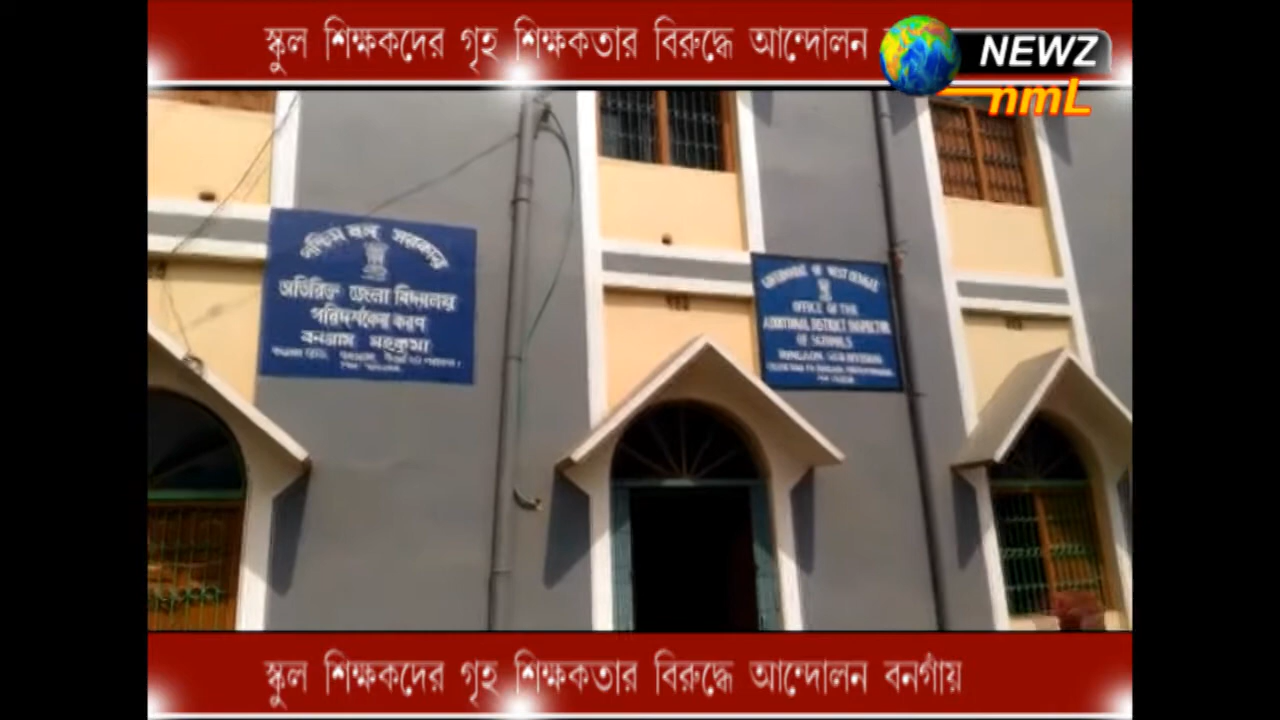 স্কুল শিক্ষকদের গৃহ শিক্ষকতার বিরুদ্ধে আন্দোলন
NEWZ
nmL
পশ্চিমবঙ্গ সরকার
অতিরিক্ত জেলা বিদ্যালয়
পরিদর্শকের করণ
বনগ্রাম মহকুমা
GOVERNMENT OF WEST BENGAL
OFFICE OF THE
ADDITIONAL DISTRICT INSPECTOR
OF SCHOOLS
BONGAON SUB DIVISION
স্কুল শিক্ষকদের গৃহ শিক্ষকতার বিরুদ্ধে আন্দোলন বনগাঁয়